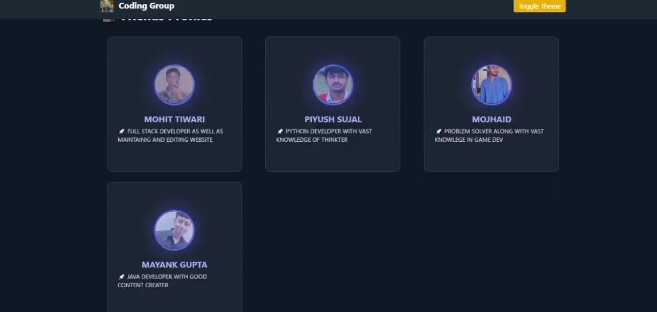 Coding Group
Toggle Theme
MOHIT TIWARI
FULL STACK DEVELOPER AS WELL AS
MAINTAINIG AND EDITING WEBSITE
PIYUSH SUJAL
PYTHON DEVELOPER WITH VAST
KNOWLEDGE OF THINKTER
MOJHAID
PROBLEM SOLVER ALONG WITH VAST
KNOWLEGE IN GAME DEV
MAYANK GUPTA
JAVA DEVELOPER WITH GOOD
CONTENT CREATER